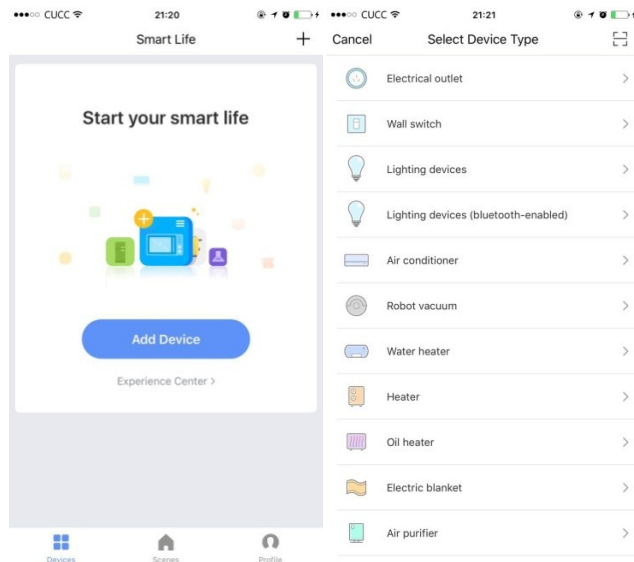 CUCC 21:20
Smart Life
Start your smart life
Add Device
Experience Center >
Devices Scenes Profile
CUCC 21:21
Cancel Select Device Type
Electrical outlet
Wall switch
Lighting devices
Lighting devices (bluetooth-enabled)
Air conditioner
Robot vacuum
Water heater
Heater
Oil heater
Electric blanket
Air purifier